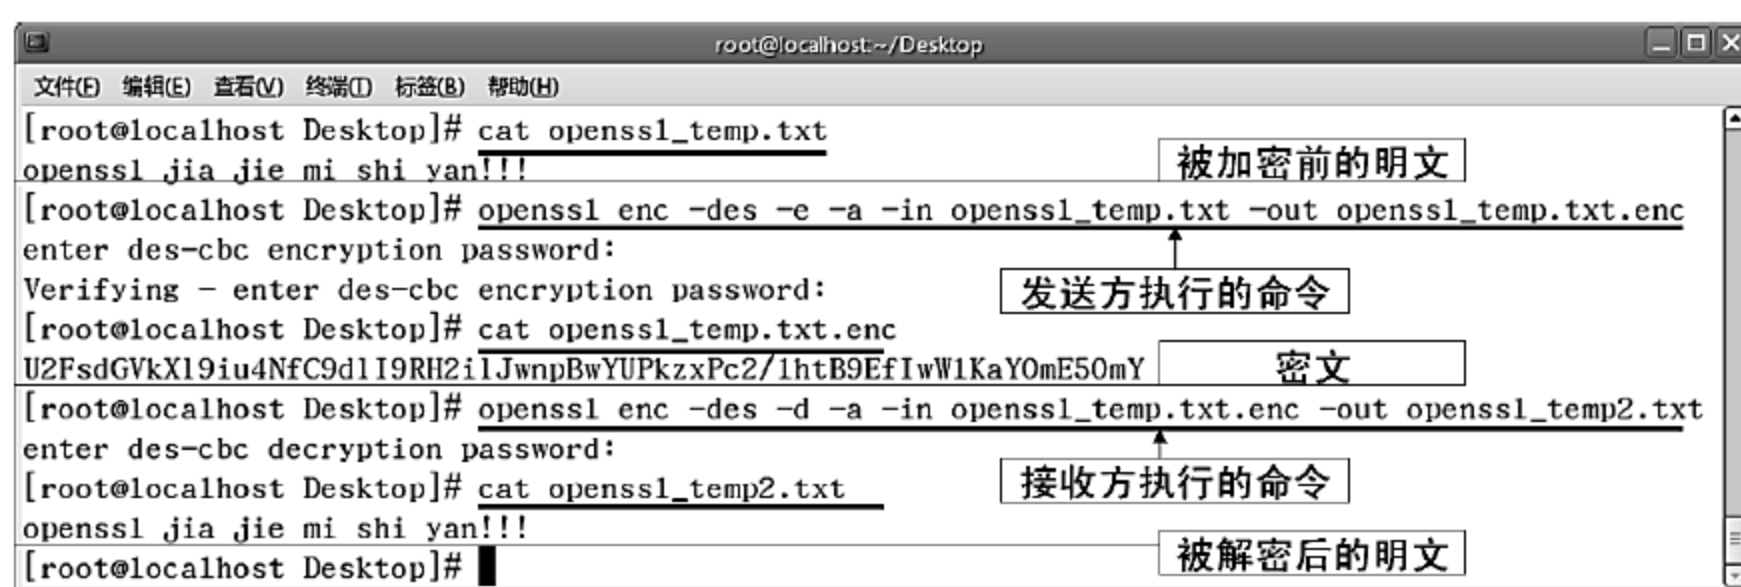 root@localhost:~/Desktop
文件(F) 编辑(E) 查看(V) 终端(T) 标签(B) 帮助(H)
[root@localhost Desktop]# cat openssl_temp.txt
openssl jia jie mi shi yan!!!
被加密前的明文
[root@localhost Desktop]# openssl enc -des -e -a -in openssl_temp.txt -out openssl_temp.txt.enc
enter des-cbc encryption password:
Verifying - enter des-cbc encryption password:
发送方执行的命令
[root@localhost Desktop]# cat openssl_temp.txt.enc
U2FsdGVkX19iu4NfC9dlI9RH2ilJwnpBwYUPkzxPc2/1htB9EfIwW1KaYOmE50mY
密文
[root@localhost Desktop]# openssl enc -des -d -a -in openssl_temp.txt.enc -out openssl_temp2.txt
enter des-cbc decryption password:
接收方执行的命令
[root@localhost Desktop]# cat openssl_temp2.txt
openssl jia jie mi shi yan!!!
被解密后的明文
[root@localhost Desktop]#